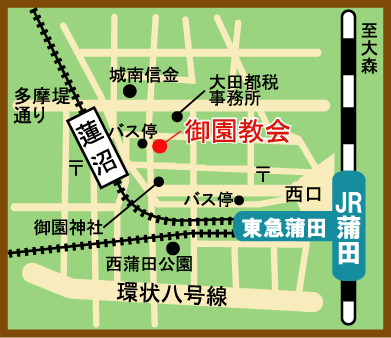 至大森
城南信金
大田都税
事務所
多摩堤
通り
バス停
御園教会
蓮沼
〒
〒
バス停
西口
JR蒲田
御園神社
東急蒲田
西蒲田公園
環状八号線